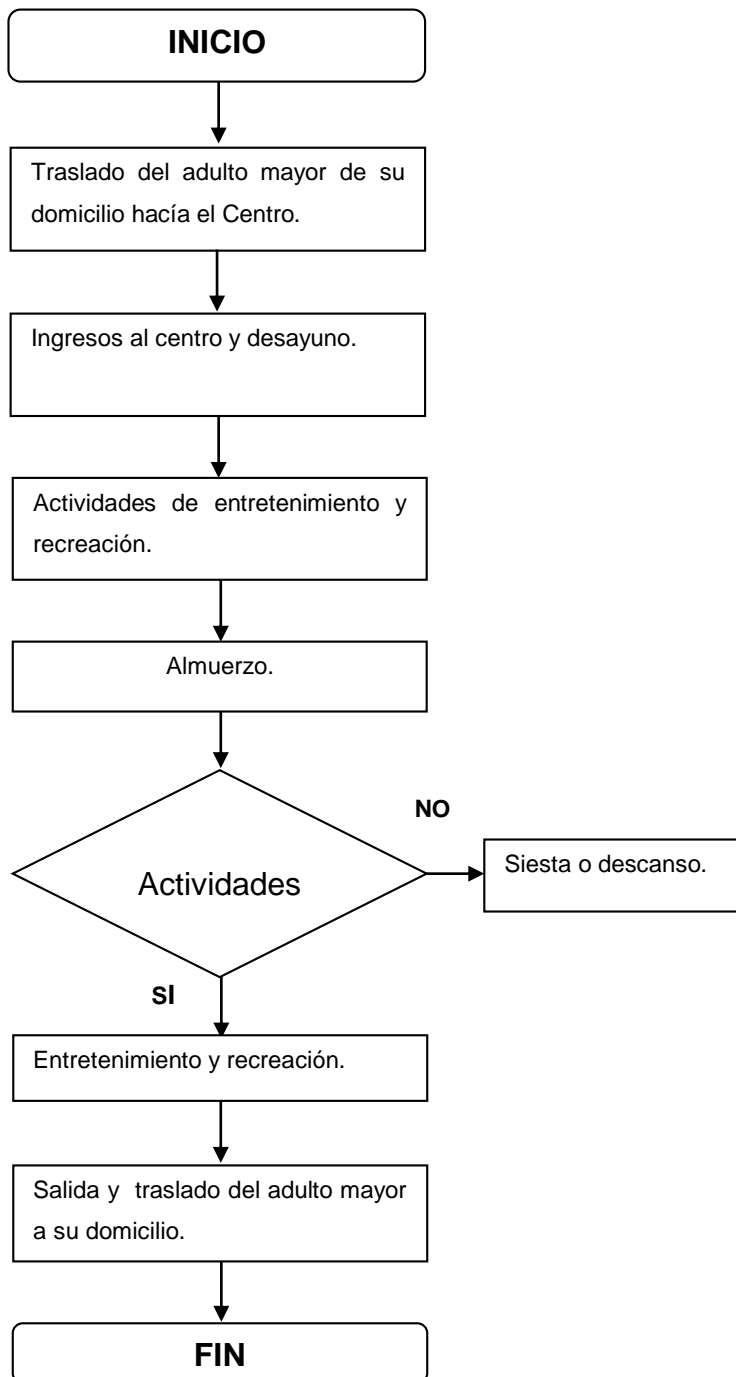 INICIO
Traslado del adulto mayor de su
domicilio hacía el Centro.
Ingresos al centro y desayuno.
Actividades de entretenimiento y
recreación.
Almuerzo.
NO
Actividades
Siesta o descanso.
SI
Entretenimiento y recreación.
Salida y traslado del adulto mayor
a su domicilio.
FIN